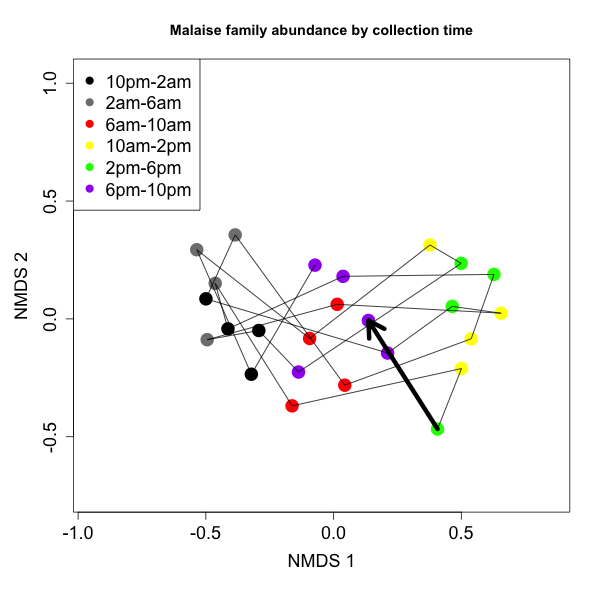 Malaise family abundance by collection time
10pm-2am
2am-6am
6am-10am
10am-2pm
2pm-6pm
6pm-10pm
1.0
0.5
0.0
-0.5
NMDS 2
-1.0 -0.5 0.0 0.5
NMDS 1